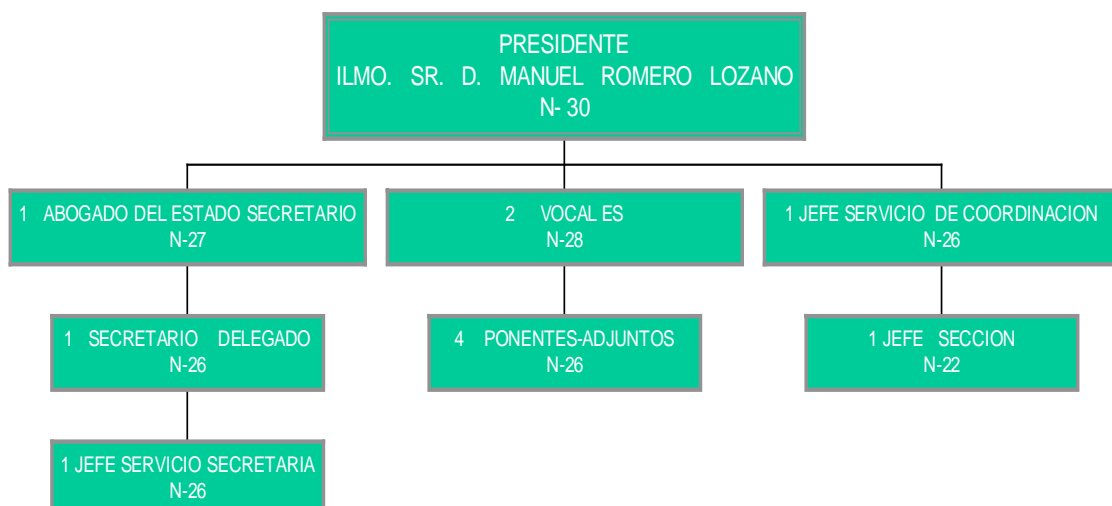 PRESIDENTE
ILMO. SR. D. MANUEL ROMERO LOZANO
N- 30
1 ABOGADO DEL ESTADO SECRETARIO
N-27
2 VOCAL ES
N-28
1 JEFE SERVICIO DE COORDINACION
N-26
1 SECRETARIO DELEGADO
N-26
4 PONENTES-ADJUNTOS
N-26
1 JEFE SECCION
N-22
1 JEFE SERVICIO SECRETARIA
N-26